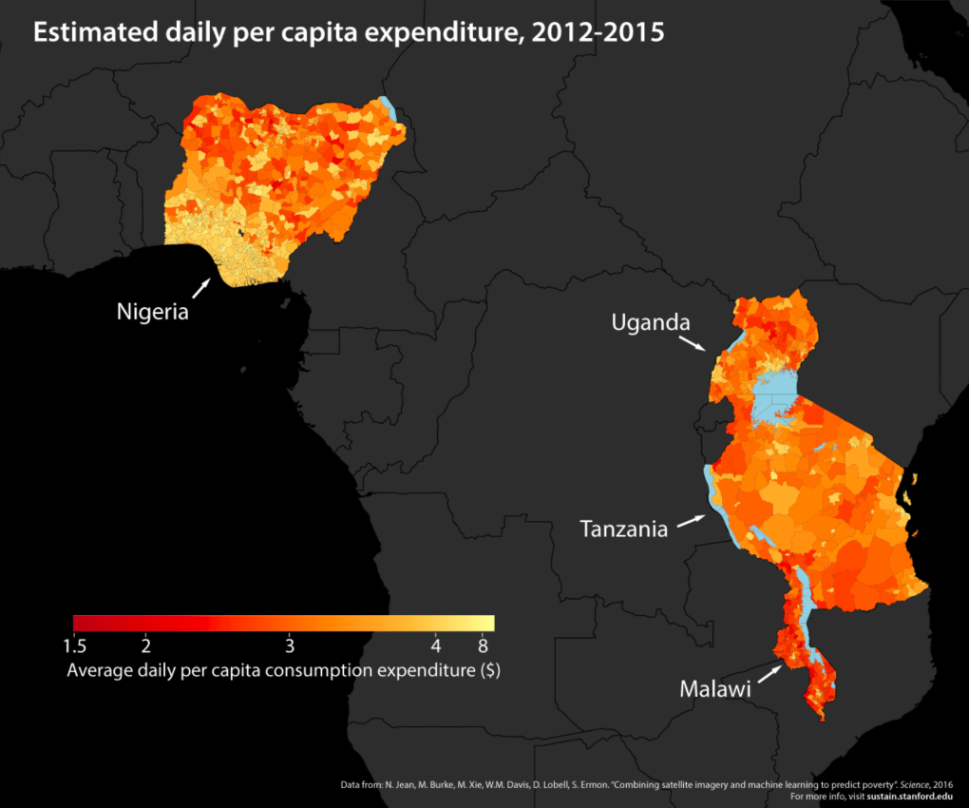 Estimated daily per capita expenditure, 2012-2015
Nigeria
Uganda
Tanzania
1.5 2 3 4 8
Average daily per capita consumption expenditure ($)
Malawi
Data from: N. Jean, M. Burke, M. Xie, W.M. Davis, D. Lobell, S. Ermon. "Combining satellite imagery and machine learning to predict poverty". Science, 2016
For more info, visit sustain.stanford.edu